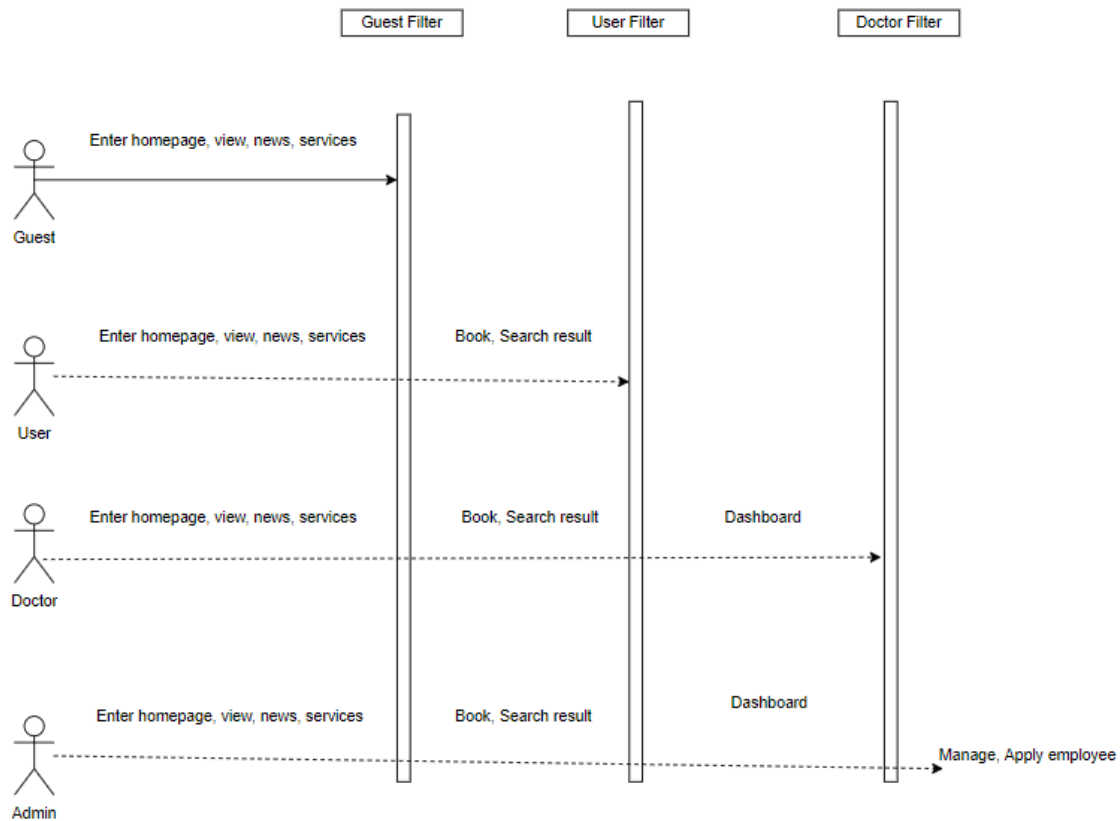 Guest Filter
User Filter
Doctor Filter
Enter homepage, view, news, services
Guest
Enter homepage, view, news, services
Book, Search result
User
Enter homepage, view, news, services
Book, Search result
Dashboard
Doctor
Enter homepage, view, news, services
Book, Search result
Dashboard
Manage, Apply employee
Admin